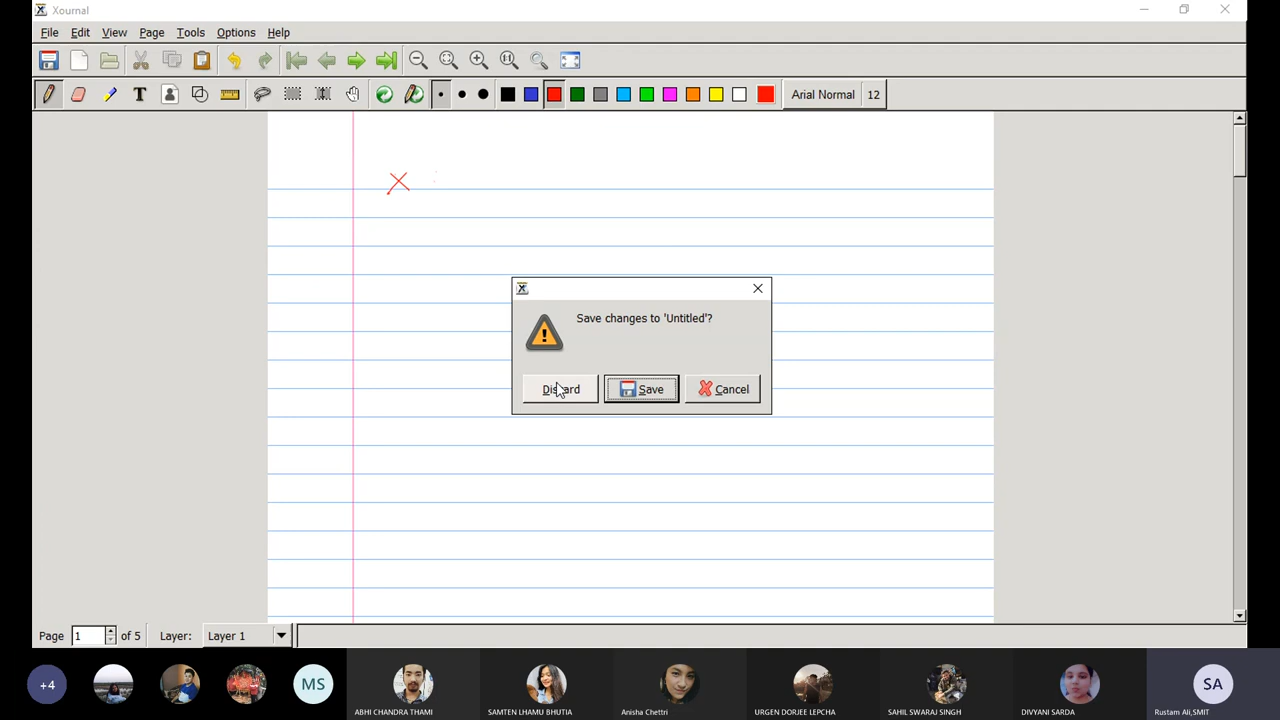 Xournal
File Edit View Page Tools Options Help
T Arial Normal 12
Save changes to 'Untitled'?
Discard Save Cancel
Page 1 of 5 Layer: Layer 1
+4 MS SA
ABHI CHANDRA THAMI SAMTEN LHAMU BHUTIA Anisha Chettri URGEN DORJEE LEPCHA SAHIL SWARAJ SINGH DIVYANI SARDA Rustam Ali,SMIT